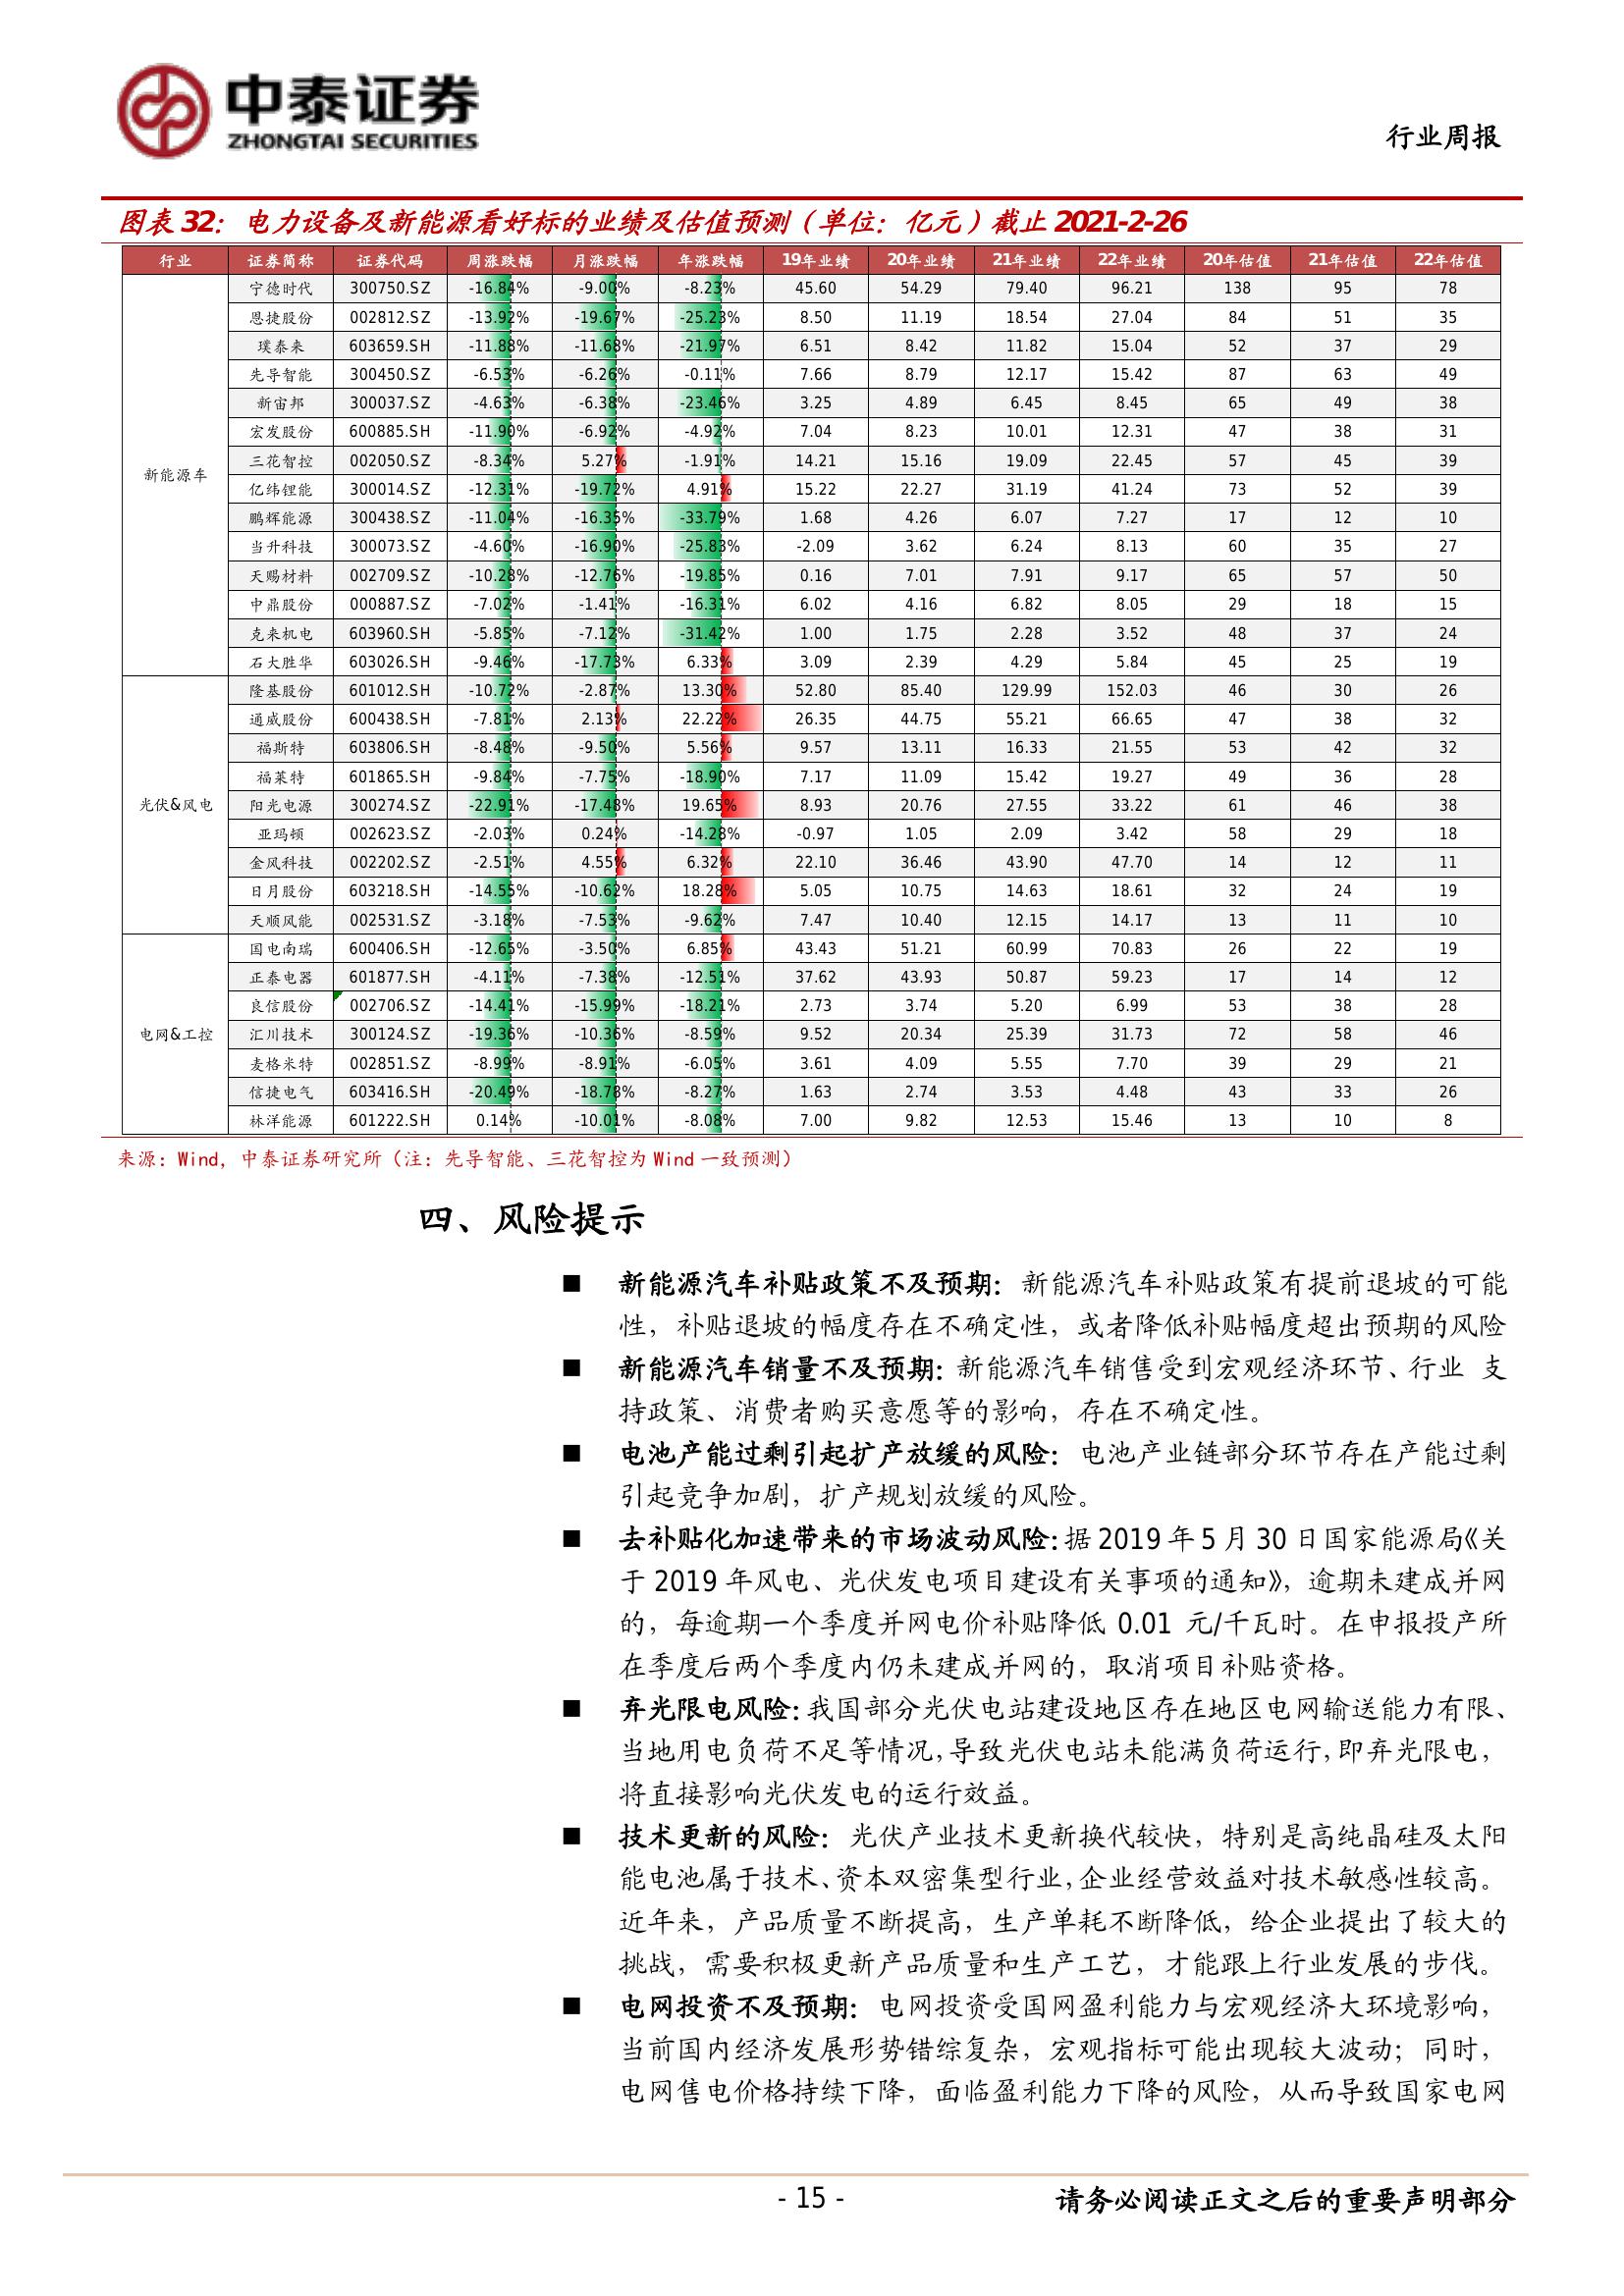 中泰证券
ZHONGTAI SECURITIES
行业周报
图表 32：电力设备及新能源看好标的业绩及估值预测（单位：亿元）截止 2021-2-26
行业 证券简称 证券代码 周涨跌幅 月涨跌幅 年涨跌幅 19年业绩 20年业绩 21年业绩 22年业绩 20年估值 21年估值 22年估值
新能源车
宁德时代 300750.SZ -16.84% -9.00% -8.23% 45.60 54.29 79.40 96.21 138 95 78
恩捷股份 002812.SZ -13.92% -19.67% -25.23% 8.50 11.19 18.54 27.04 84 51 35
璞泰来 603659.SH -11.88% -11.68% -21.97% 6.51 8.42 11.82 15.04 52 37 29
先导智能 300450.SZ -6.53% -6.26% -0.11% 7.66 8.79 12.17 15.42 87 63 49
新宙邦 300037.SZ -4.63% -6.38% -23.46% 3.25 4.89 6.45 8.45 65 49 38
宏发股份 600885.SH -11.90% -6.92% -4.92% 7.04 8.23 10.01 12.31 47 38 31
三花智控 002050.SZ -8.34% 5.27% -1.91% 14.21 15.16 19.09 22.45 57 45 39
亿纬锂能 300014.SZ -12.31% -19.72% 4.91% 15.22 22.27 31.19 41.24 73 52 39
鹏辉能源 300438.SZ -11.04% -16.35% -33.79% 1.68 4.26 6.07 7.27 17 12 10
当升科技 300073.SZ -4.60% -16.90% -25.83% -2.09 3.62 6.24 8.13 60 35 27
天赐材料 002709.SZ -10.28% -12.76% -19.85% 0.16 7.01 7.91 9.17 65 57 50
中鼎股份 000887.SZ -7.02% -1.41% -16.31% 6.02 4.16 6.82 8.05 29 18 15
克来机电 603960.SH -5.85% -7.12% -31.42% 1.00 1.75 2.28 3.52 48 37 24
石大胜华 603026.SH -9.46% -17.73% 6.33% 3.09 2.39 4.29 5.84 45 25 19
光伏&风电
隆基股份 601012.SH -10.72% -2.87% 13.30% 52.80 85.40 129.99 152.03 46 30 26
通威股份 600438.SH -7.81% 2.13% 22.22% 26.35 44.75 55.21 66.65 47 38 32
福斯特 603806.SH -8.48% -9.50% 5.56% 9.57 13.11 16.33 21.55 53 42 32
福莱特 601865.SH -9.84% -7.75% -18.90% 7.17 11.09 15.42 19.27 49 36 28
阳光电源 300274.SZ -22.91% -17.48% 19.65% 8.93 20.76 27.55 33.22 61 46 38
亚玛顿 002623.SZ -2.03% 0.24% -14.28% -0.97 1.05 2.09 3.42 58 29 18
金风科技 002202.SZ -2.51% 4.55% 6.32% 22.10 36.46 43.90 47.70 14 12 11
日月股份 603218.SH -14.55% -10.62% 18.28% 5.05 10.75 14.63 18.61 32 24 19
天顺风能 002531.SZ -3.18% -7.53% -9.62% 7.47 10.40 12.15 14.17 13 11 10
电网&工控
国电南瑞 600406.SH -12.65% -3.50% 6.85% 43.43 51.21 60.99 70.83 26 22 19
正泰电器 601877.SH -4.11% -7.38% -12.51% 37.62 43.93 50.87 59.23 17 14 12
良信股份 002706.SZ -14.41% -15.99% -18.21% 2.73 3.74 5.20 6.99 53 38 28
汇川技术 300124.SZ -19.36% -10.36% -8.59% 9.52 20.34 25.39 31.73 72 58 46
麦格米特 002851.SZ -8.99% -8.91% -6.05% 3.61 4.09 5.55 7.70 39 29 21
信捷电气 603416.SH -20.49% -18.78% -8.27% 1.63 2.74 3.53 4.48 43 33 26
林洋能源 601222.SH 0.14% -10.01% -8.08% 7.00 9.82 12.53 15.46 13 10 8
来源：Wind，中泰证券研究所（注：先导智能、三花智控为 Wind 一致预测）
四、风险提示
■ 新能源汽车补贴政策不及预期：新能源汽车补贴政策有提前退坡的可能
性，补贴退坡的幅度存在不确定性，或者降低补贴幅度超出预期的风险
■ 新能源汽车销量不及预期：新能源汽车销售受到宏观经济环节、行业 支
持政策、消费者购买意愿等的影响，存在不确定性。
■ 电池产能过剩引起扩产放缓的风险：电池产业链部分环节存在产能过剩
引起竞争加剧，扩产规划放缓的风险。
■ 去补贴化加速带来的市场波动风险：据 2019 年 5 月 30 日国家能源局《关
于 2019 年风电、光伏发电项目建设有关事项的通知》，逾期未建成并网
的，每逾期一个季度并网电价补贴降低 0.01 元/千瓦时。在申报投产所
在季度后两个季度内仍未建成并网的，取消项目补贴资格。
■ 弃光限电风险：我国部分光伏电站建设地区存在地区电网输送能力有限、
当地用电负荷不足等情况，导致光伏电站未能满负荷运行，即弃光限电，
将直接影响光伏发电的运行效益。
■ 技术更新的风险：光伏产业技术更新换代较快，特别是高纯晶硅及太阳
能电池属于技术、资本双密集型行业，企业经营效益对技术敏感性较高。
近年来，产品质量不断提高，生产单耗不断降低，给企业提出了较大的
挑战，需要积极更新产品质量和生产工艺，才能跟上行业发展的步伐。
■ 电网投资不及预期：电网投资受国网盈利能力与宏观经济大环境影响，
当前国内经济发展形势错综复杂，宏观指标可能出现较大波动；同时，
电网售电价格持续下降，面临盈利能力下降的风险，从而导致国家电网
- 15 -
请务必阅读正文之后的重要声明部分